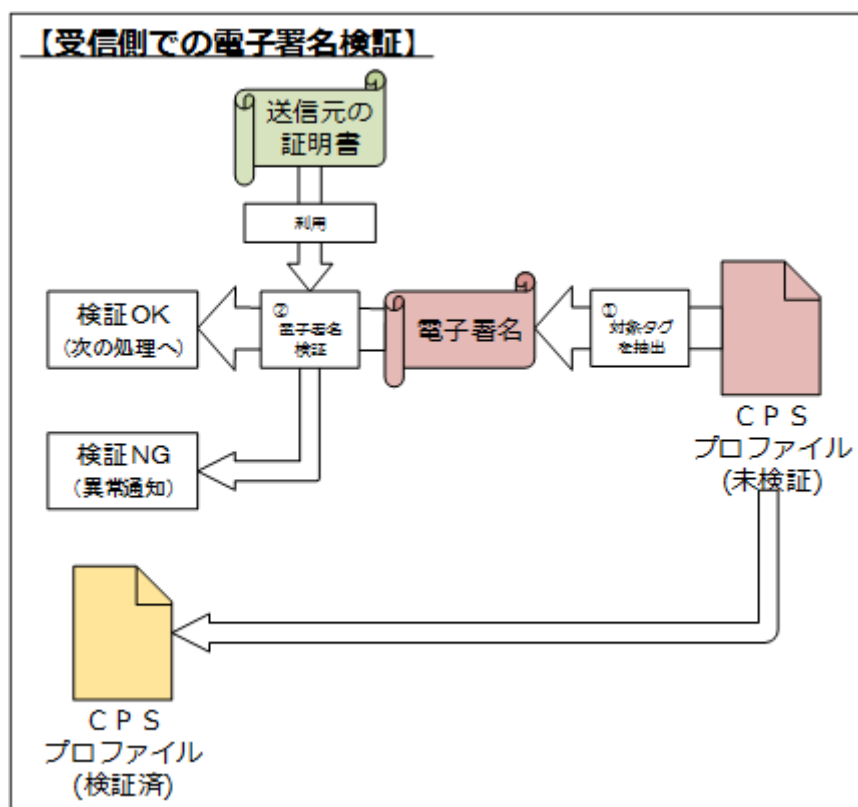 【受信側での電子署名検証】
送信元の
証明書
利用
検証OK
(次の処理へ)
②
電子署名
検証
電子署名
①
対象タグ
を抽出
CPS
プロファイル
(未検証)
検証NG
(異常通知)
CPS
プロファイル
(検証済)